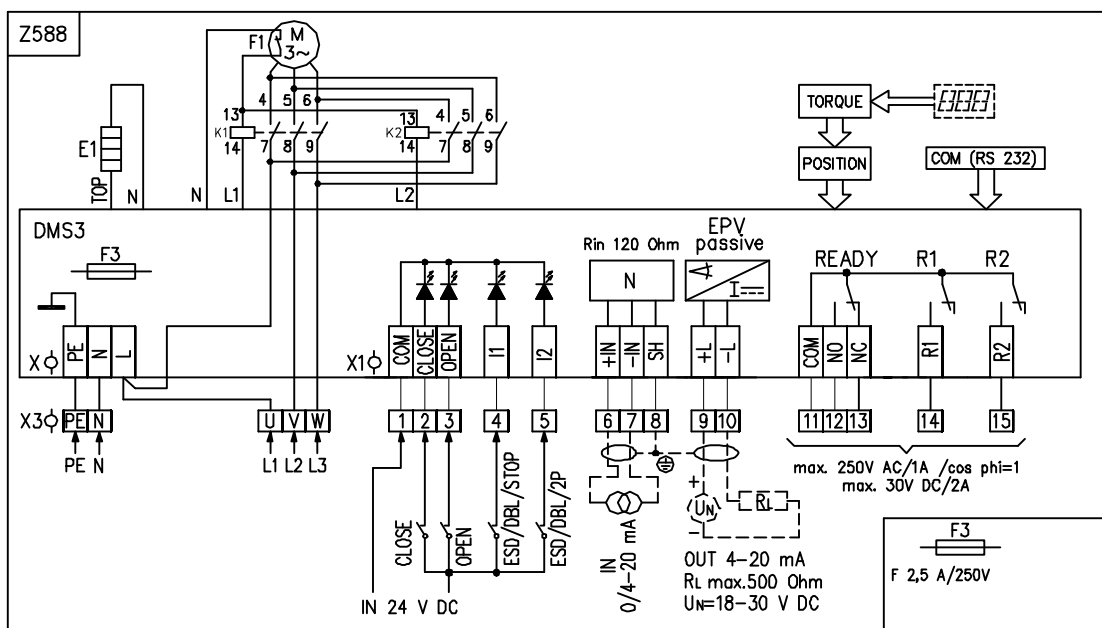 Z588
F1
M
3~
4 5 6
13
K1
14
7 8 9
13
K2
14
4 5 6
7 8 9
E1
TOP
N
N
L1
L2
TORQUE
POSITION
COM (RS 232)
DMS3
F3
Rin 120 Ohm
N
EPV
passive
I
READY
R1
R2
X
PE
N
L
X1
COM
CLOSE
OPEN
I1
I2
+IN
-IN
SH
+L
-L
COM
NO
NC
R1
R2
X3
PE N
U V W
1 2 3 4 5 6 7 8 9 10 11 12 13 14 15
PE N
L1 L2 L3
max. 250V AC/1A /cos phi=1
max. 30V DC/2A
CLOSE
OPEN
ESD/DBL/STOP
ESD/DBL/2P
IN 24 V DC
IN
0/4-20 mA
+
UN
-
RL
OUT 4-20 mA
RL max.500 Ohm
UN=18-30 V DC
F3
F 2,5 A/250V